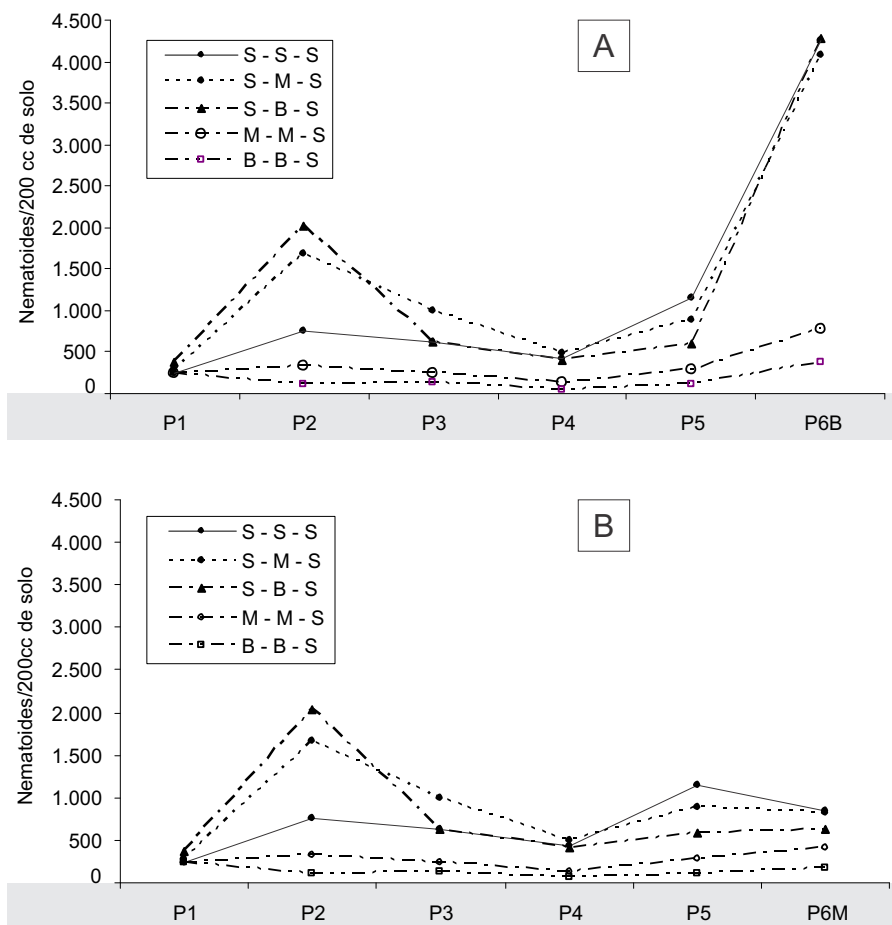 A
Nematoides/200 cc de solo
4.500
4.000
3.500
3.000
2.500
2.000
1.500
1.000
500
0
S - S - S
S - M - S
S - B - S
M - M - S
B - B - S
P1 P2 P3 P4 P5 P6B
B
Nematoides/200cc de solo
4.500
4.000
3.500
3.000
2.500
2.000
1.500
1.000
500
0
S - S - S
S - M - S
S - B - S
M - M - S
B - B - S
P1 P2 P3 P4 P5 P6M